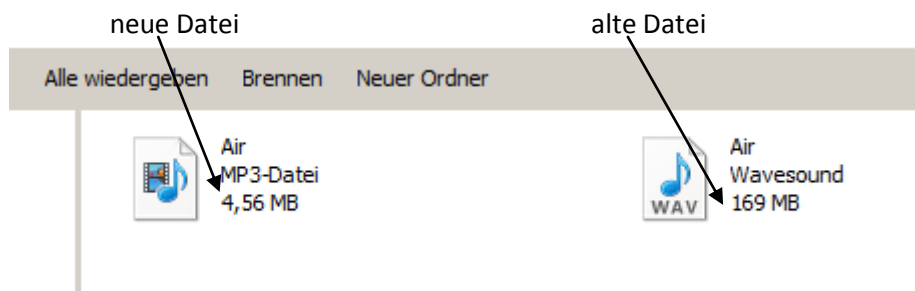 neue Datei
alte Datei
Alle wiedergeben Brennen Neuer Ordner
Air
MP3-Datei
4,56 MB
WAV
Air
Wavesound
169 MB